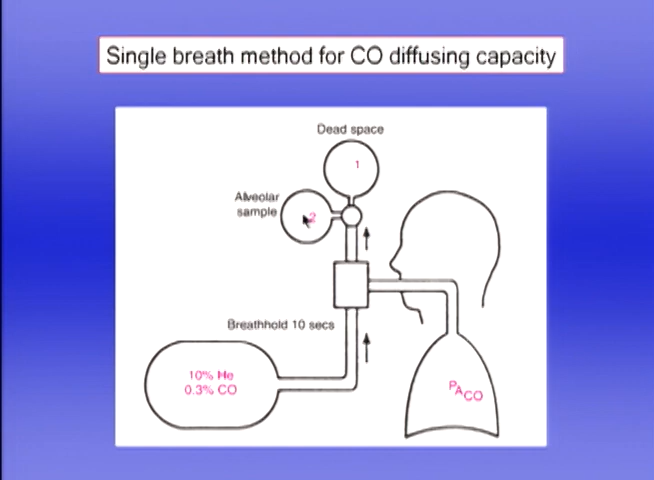 Single breath method for CO diffusing capacity
Dead space
1
Alveolar
sample
2
Breathhold 10 secs
10% He
0.3% CO
PACO